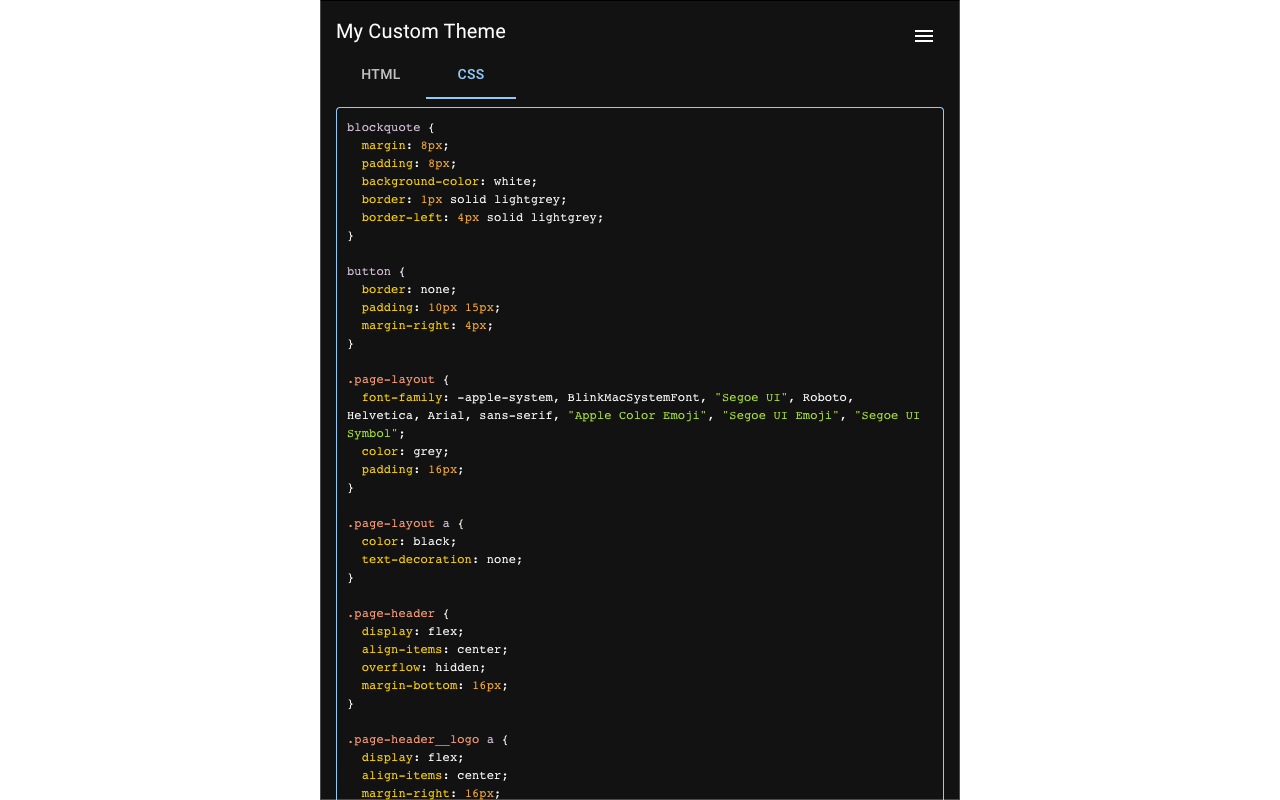 My Custom Theme
HTML
CSS
blockquote {
  margin: 8px;
  padding: 8px;
  background-color: white;
  border: 1px solid lightgrey;
  border-left: 4px solid lightgrey;
}
button {
  border: none;
  padding: 10px 15px;
  margin-right: 4px;
}
.page-layout {
  font-family: -apple-system, BlinkMacSystemFont, "Segoe UI", Roboto,
Helvetica, Arial, sans-serif, "Apple Color Emoji", "Segoe UI Emoji", "Segoe UI
Symbol";
  color: grey;
  padding: 16px;
}
.page-layout a {
  color: black;
  text-decoration: none;
}
.page-header {
  display: flex;
  align-items: center;
  overflow: hidden;
  margin-bottom: 16px;
}
.page-header__logo a {
  display: flex;
  align-items: center;
  margin-right: 16px;